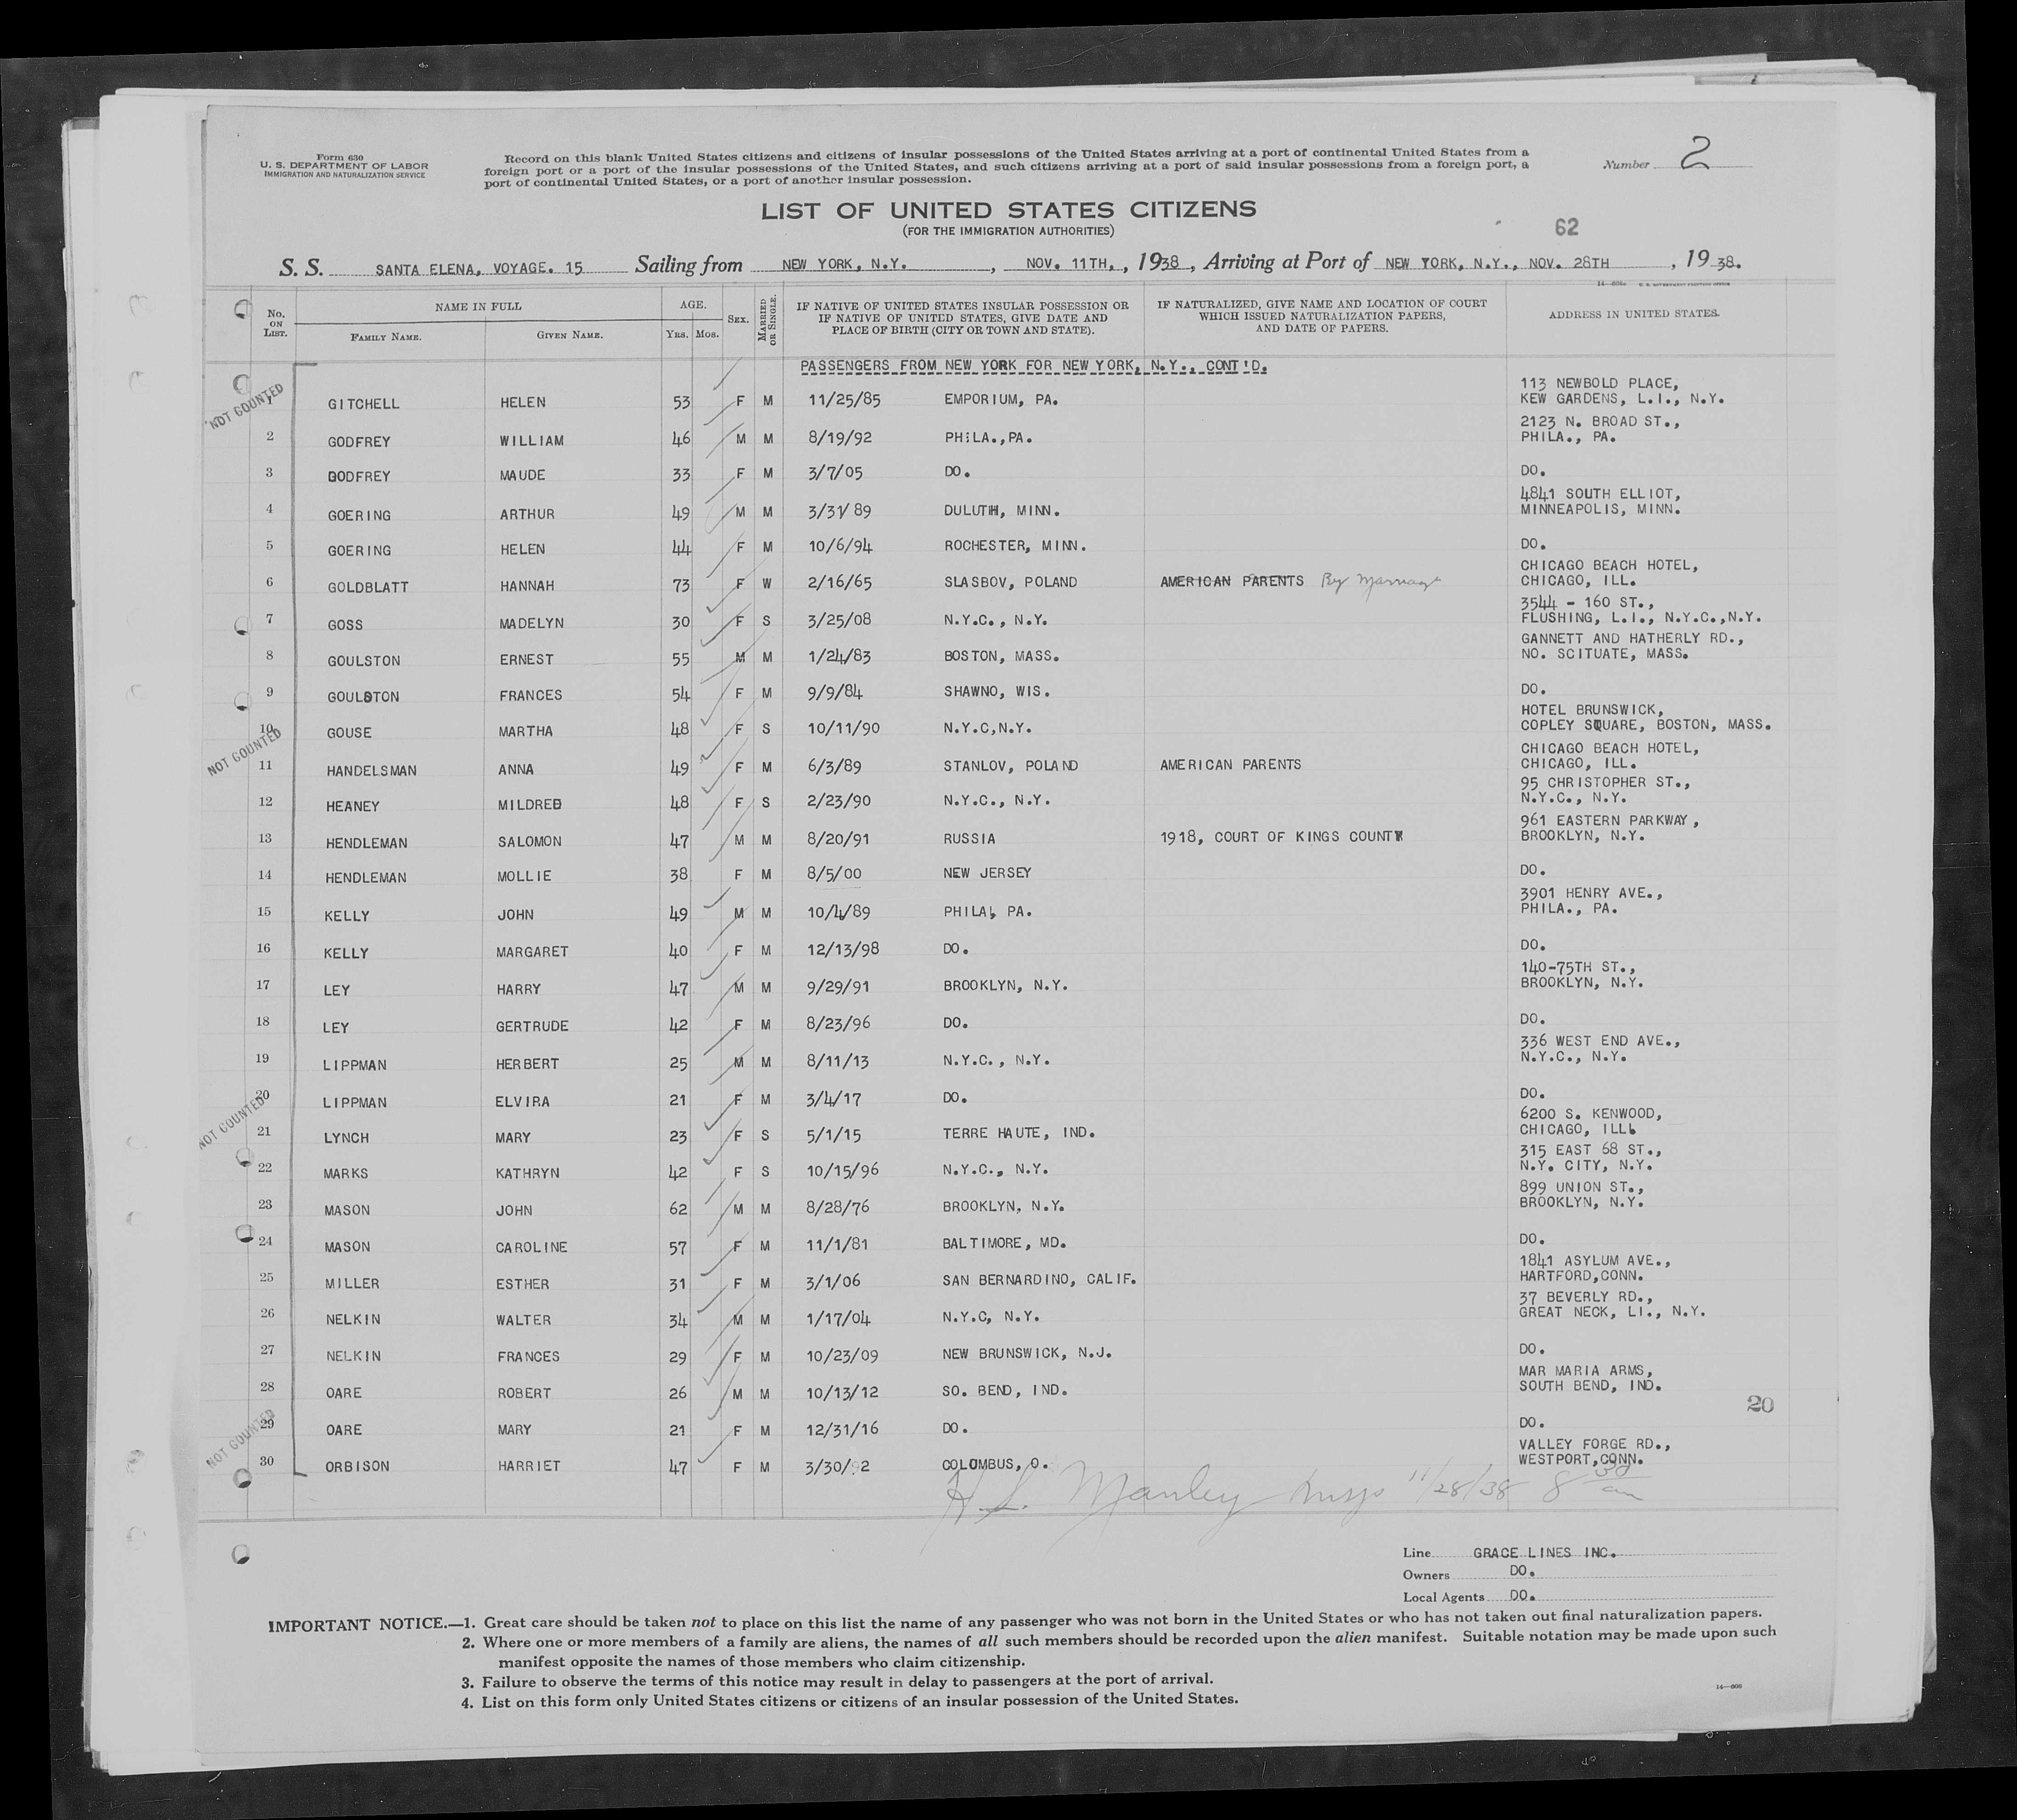 Form 630
U. S. DEPARTMENT OF LABOR
IMMIGRATION AND NATURALIZATION SERVICE
Record on this blank United States citizens and citizens of insular possessions of the United States arriving at a port of continental United States from a
foreign port or a port of the insular possessions of the United States, and such citizens arriving at a port of said insular possessions from a foreign port, a
port of continental United States, or a port of another insular possession.
Number 2
LIST OF UNITED STATES CITIZENS
(FOR THE IMMIGRATION AUTHORITIES)
62
S. S. SANTA ELENA, VOYAGE. 15 Sailing from NEW YORK, N.Y. , NOV. 11TH, , 1938 , Arriving at Port of NEW YORK, N.Y., NOV. 28TH , 19 38.
No. ON LIST. NAME IN FULL FAMILY NAME. GIVEN NAME. AGE. YRS. MOS. SEX. MARRIED OR SINGLE. IF NATIVE OF UNITED STATES INSULAR POSSESSION OR IF NATIVE OF UNITED STATES, GIVE DATE AND PLACE OF BIRTH (CITY OR TOWN AND STATE). IF NATURALIZED, GIVE NAME AND LOCATION OF COURT WHICH ISSUED NATURALIZATION PAPERS, AND DATE OF PAPERS. ADDRESS IN UNITED STATES.
PASSENGERS FROM NEW YORK FOR NEW YORK, N.Y., CONT'D.
NOT COUNTED
1 GITCHELL HELEN 53 F M 11/25/85 EMPORIUM, PA. 113 NEWBOLD PLACE, KEW GARDENS, L.I., N.Y.
2 GODFREY WILLIAM 46 M M 8/19/92 PHILA.,PA. 2123 N. BROAD ST., PHILA., PA.
3 GODFREY MAUDE 33 F M 3/7/05 DO. DO.
4 GOERING ARTHUR 49 M M 3/31/89 DULUTH, MINN. 4841 SOUTH ELLIOT, MINNEAPOLIS, MINN.
5 GOERING HELEN 44 F M 10/6/94 ROCHESTER, MINN. DO.
6 GOLDBLATT HANNAH 73 F W 2/16/65 SLASBOV, POLAND AMERICAN PARENTS By Marriage CHICAGO BEACH HOTEL, CHICAGO, ILL.
7 GOSS MADELYN 30 F S 3/25/08 N.Y.C., N.Y. 3544 - 160 ST., FLUSHING, L.I., N.Y.C.,N.Y.
8 GOULSTON ERNEST 55 M M 1/24/83 BOSTON, MASS. GANNETT AND HATHERLY RD., NO. SCITUATE, MASS.
9 GOULSTON FRANCES 54 F M 9/9/84 SHAWNO, WIS. DO.
10 GOUSE MARTHA 48 F S 10/11/90 N.Y.C,N.Y. HOTEL BRUNSWICK, COPLEY SQUARE, BOSTON, MASS.
NOT COUNTED
11 HANDELSMAN ANNA 49 F M 6/3/89 STANLOV, POLAND AMERICAN PARENTS CHICAGO BEACH HOTEL, CHICAGO, ILL.
12 HEANEY MILDRED 48 F S 2/23/90 N.Y.C., N.Y. 95 CHRISTOPHER ST., N.Y.C., N.Y.
13 HENDLEMAN SALOMON 47 M M 8/20/91 RUSSIA 1918, COURT OF KINGS COUNTY 961 EASTERN PARKWAY, BROOKLYN, N.Y.
14 HENDLEMAN MOLLIE 38 F M 8/5/00 NEW JERSEY DO.
15 KELLY JOHN 49 M M 10/4/89 PHILA, PA. 3901 HENRY AVE., PHILA., PA.
16 KELLY MARGARET 40 F M 12/13/98 DO. DO.
17 LEY HARRY 47 M M 9/29/91 BROOKLYN, N.Y. 140-75TH ST., BROOKLYN, N.Y.
18 LEY GERTRUDE 42 F M 8/23/96 DO. DO.
19 LIPPMAN HERBERT 25 M M 8/11/13 N.Y.C., N.Y. 336 WEST END AVE., N.Y.C., N.Y.
20 LIPPMAN ELVIRA 21 F M 3/4/17 DO. DO.
NOT COUNTED
21 LYNCH MARY 23 F S 5/1/15 TERRE HAUTE, IND. 6200 S. KENWOOD, CHICAGO, ILL.
22 MARKS KATHRYN 42 F S 10/15/96 N.Y.C., N.Y. 315 EAST 68 ST., N.Y. CITY, N.Y.
23 MASON JOHN 62 M M 8/28/76 BROOKLYN, N.Y. 899 UNION ST., BROOKLYN, N.Y.
24 MASON CAROLINE 57 F M 11/1/81 BALTIMORE, MD. DO.
25 MILLER ESTHER 31 F M 3/1/06 SAN BERNARDINO, CALIF. 1841 ASYLUM AVE., HARTFORD,CONN.
26 NELKIN WALTER 34 M M 1/17/04 N.Y.C, N.Y. 37 BEVERLY RD., GREAT NECK, LI., N.Y.
27 NELKIN FRANCES 29 F M 10/23/09 NEW BRUNSWICK, N.J. DO.
28 OARE ROBERT 26 M M 10/13/12 SO. BEND, IND. MAR MARIA ARMS, SOUTH BEND, IND.
20
29 OARE MARY 21 F M 12/31/16 DO. DO.
NOT COUNTED
30 ORBISON HARRIET 47 F M 3/30/92 COLUMBUS, O. VALLEY FORGE RD., WESTPORT,CONN.
H. S. Manley Insp 11/28/38 8 30 am
Line GRACE LINES INC.
Owners DO.
Local Agents DO.
IMPORTANT NOTICE.—1. Great care should be taken not to place on this list the name of any passenger who was not born in the United States or who has not taken out final naturalization papers.
2. Where one or more members of a family are aliens, the names of all such members should be recorded upon the alien manifest. Suitable notation may be made upon such
manifest opposite the names of those members who claim citizenship.
3. Failure to observe the terms of this notice may result in delay to passengers at the port of arrival.
4. List on this form only United States citizens or citizens of an insular possession of the United States.
14—608